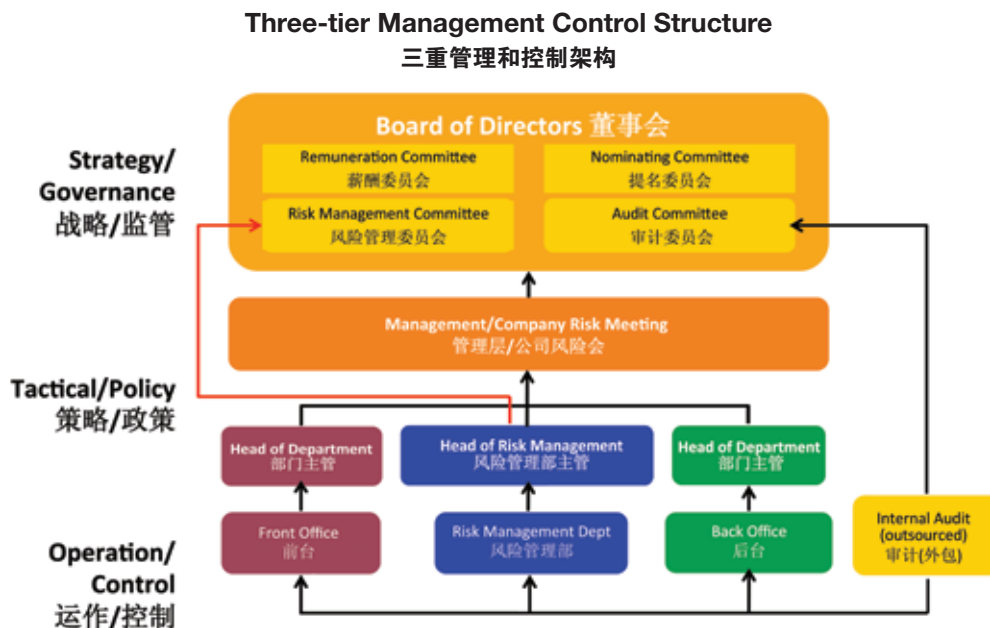 Three-tier Management Control Structure
三重管理和控制架构
Board of Directors 董事会
Strategy/
Governance
战略/监管
Remuneration Committee
薪酬委员会
Nominating Committee
提名委员会
Risk Management Committee
风险管理委员会
Audit Committee
审计委员会
Management/Company Risk Meeting
管理层/公司风险会
Tactical/Policy
策略/政策
Head of Department
部门主管
Head of Risk Management
风险管理部主管
Head of Department
部门主管
Operation/
Control
运作/控制
Front Office
前台
Risk Management Dept
风险管理部
Back Office
后台
Internal Audit
(outsourced)
审计(外包)